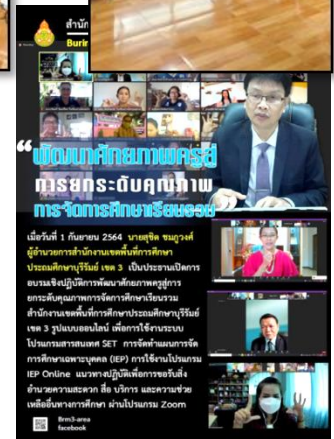 สำนัก
Burir
“พัฒนาศักยภาพครูสู่
การยกระดับคุณภาพ
การจัดการศึกษาเรียนรวม
เมื่อวันที่ 1 กันยายน 2564 นายสุชิต ชมภูวงศ์
ผู้อำนวยการสำนักงานเขตพื้นที่การศึกษา
ประถมศึกษาบุรีรัมย์ เขต 3 เป็นประธานเปิดการ
อบรมเชิงปฏิบัติการพัฒนาศักยภาพครูสู่การ
ยกระดับคุณภาพการจัดการศึกษาเรียนรวม
สำนักงานเขตพื้นที่การศึกษาประถมศึกษาบุรีรัมย์
เขต 3 รูปแบบออนไลน์ เพื่อการใช้งานระบบ
โปรแกรมสารสนเทศ SET การจัดทำแผนการจัด
การศึกษาเฉพาะบุคคล (IEP) การใช้งานโปรแกรม
IEP Online แนวทางปฏิบัติเพื่อการขอรับสิ่ง
อำนวยความสะดวก สื่อ บริการ และความช่วย
เหลืออื่นทางการศึกษา ผ่านโปรแกรม Zoom
Brm3-area
facebook